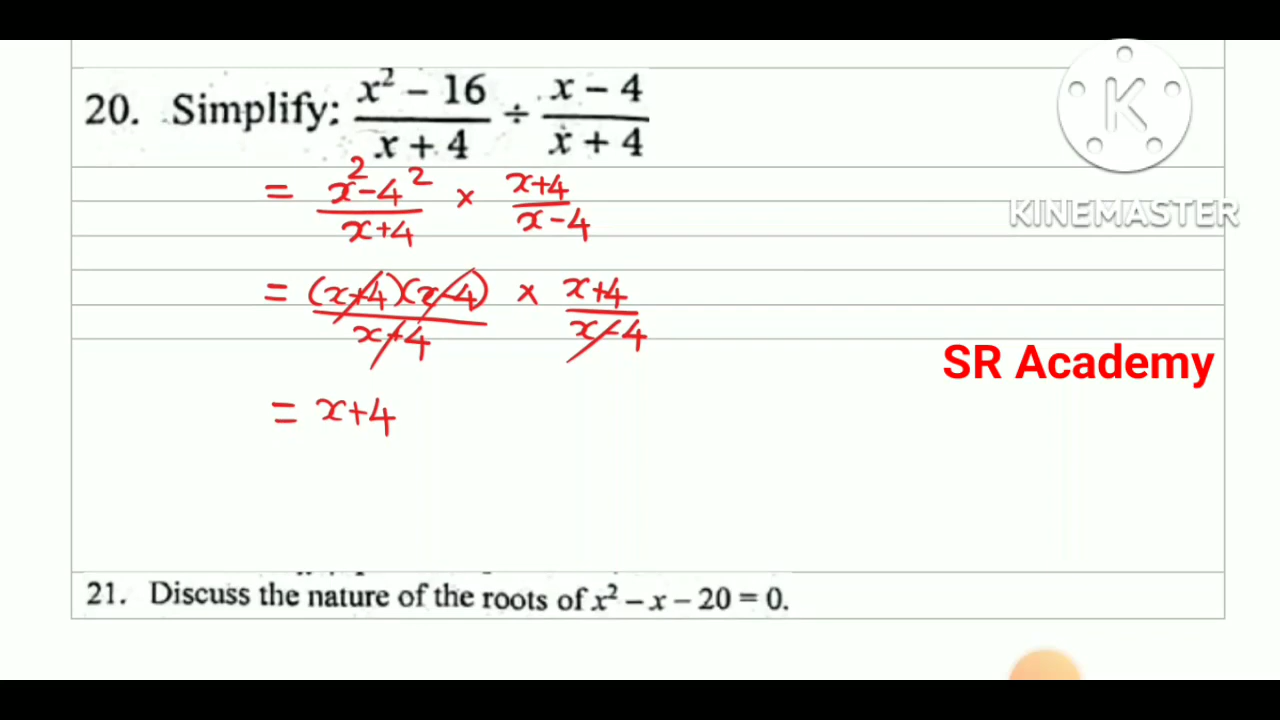 20. Simplify: x² – 16 / x + 4 ÷ x – 4 / x + 4
= x²-4² / x+4 × x+4 / x-4
= (x+4)(x-4) / x+4 × x+4 / x-4
= x+4
KINEMASTER
SR Academy
21. Discuss the nature of the roots of x² – x – 20 = 0.